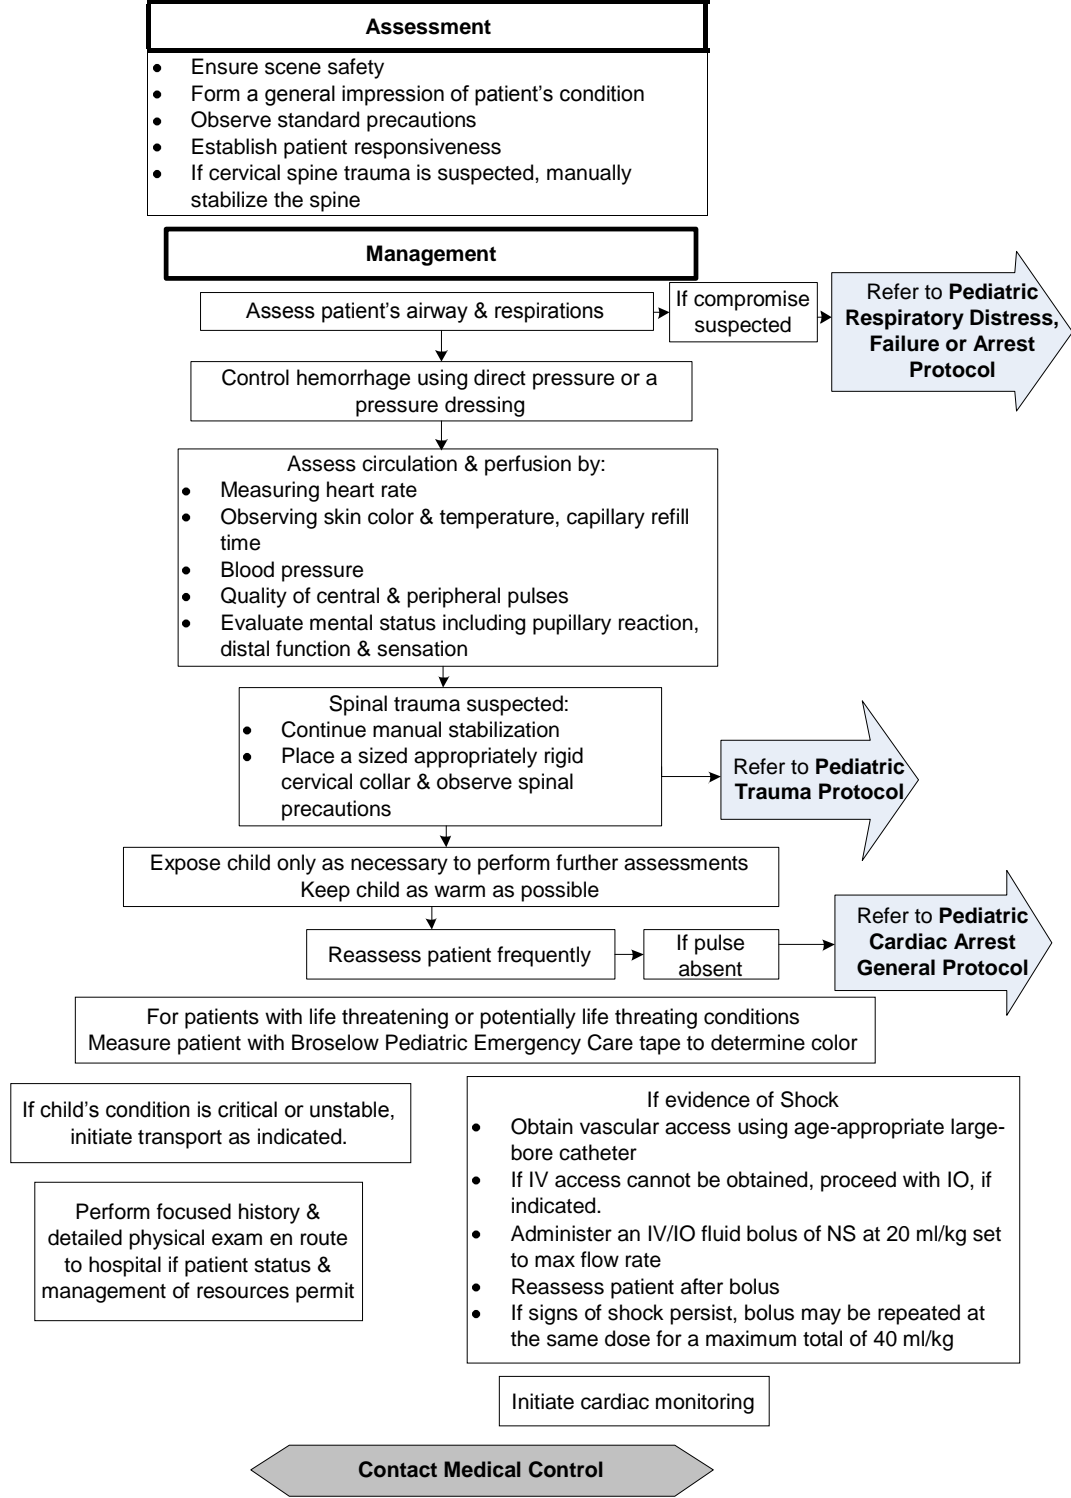 Assessment
• Ensure scene safety
• Form a general impression of patient's condition
• Observe standard precautions
• Establish patient responsiveness
• If cervical spine trauma is suspected, manually
stabilize the spine
Management
Assess patient's airway & respirations
If compromise
suspected
Refer to Pediatric
Respiratory Distress,
Failure or Arrest
Protocol
Control hemorrhage using direct pressure or a
pressure dressing
Assess circulation & perfusion by:
• Measuring heart rate
• Observing skin color & temperature, capillary refill
time
• Blood pressure
• Quality of central & peripheral pulses
• Evaluate mental status including pupillary reaction,
distal function & sensation
Spinal trauma suspected:
• Continue manual stabilization
• Place a sized appropriately rigid
cervical collar & observe spinal
precautions
Refer to Pediatric
Trauma Protocol
Expose child only as necessary to perform further assessments
Keep child as warm as possible
Reassess patient frequently
If pulse
absent
Refer to Pediatric
Cardiac Arrest
General Protocol
For patients with life threatening or potentially life threating conditions
Measure patient with Broselow Pediatric Emergency Care tape to determine color
If child's condition is critical or unstable,
initiate transport as indicated.
Perform focused history &
detailed physical exam en route
to hospital if patient status &
management of resources permit
If evidence of Shock
• Obtain vascular access using age-appropriate large-
bore catheter
• If IV access cannot be obtained, proceed with IO, if
indicated.
• Administer an IV/IO fluid bolus of NS at 20 ml/kg set
to max flow rate
• Reassess patient after bolus
• If signs of shock persist, bolus may be repeated at
the same dose for a maximum total of 40 ml/kg
Initiate cardiac monitoring
Contact Medical Control